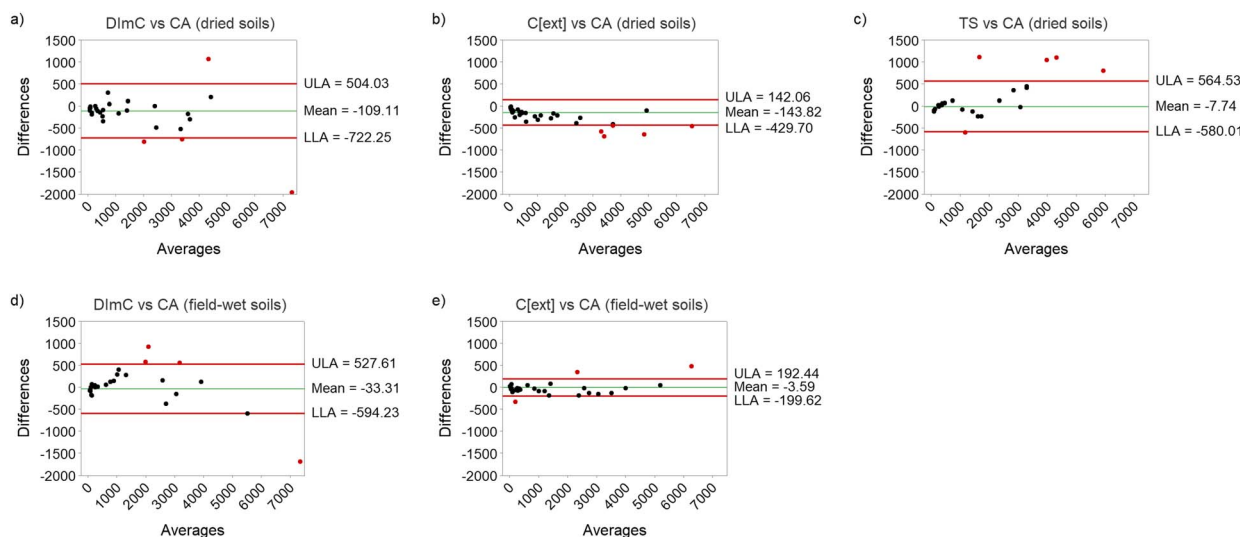 a) DImC vs CA (dried soils)
1500
1000
500
0
-500
-1000
-1500
-2000
Differences
ULA = 504.03
Mean = -109.11
LLA = -722.25
0 1000 2000 3000 4000 5000 6000 7000
Averages
b) C[ext] vs CA (dried soils)
1500
1000
500
0
-500
-1000
-1500
-2000
Differences
ULA = 142.06
Mean = -143.82
LLA = -429.70
0 1000 2000 3000 4000 5000 6000 7000
Averages
c) TS vs CA (dried soils)
1500
1000
500
0
-500
-1000
-1500
-2000
Differences
ULA = 564.53
Mean = -7.74
LLA = -580.01
0 1000 2000 3000 4000 5000 6000 7000
Averages
d) DImC vs CA (field-wet soils)
1500
1000
500
0
-500
-1000
-1500
-2000
Differences
ULA = 527.61
Mean = -33.31
LLA = -594.23
0 1000 2000 3000 4000 5000 6000 7000
Averages
e) C[ext] vs CA (field-wet soils)
1500
1000
500
0
-500
-1000
-1500
-2000
Differences
ULA = 192.44
Mean = -3.59
LLA = -199.62
0 1000 2000 3000 4000 5000 6000 7000
Averages